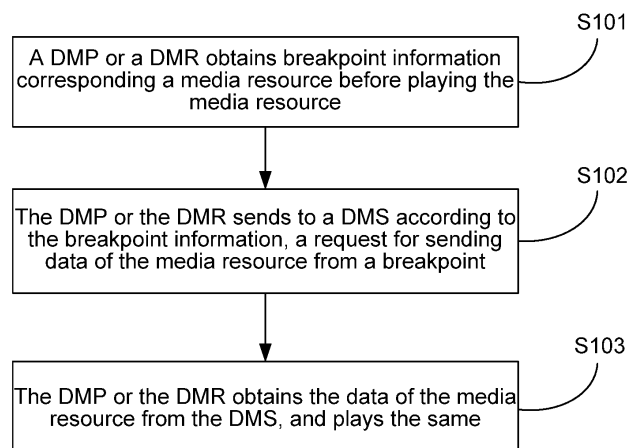 S101
A DMP or a DMR obtains breakpoint information
corresponding a media resource before playing the
media resource
S102
The DMP or the DMR sends to a DMS according to
the breakpoint information, a request for sending
data of the media resource from a breakpoint
S103
The DMP or the DMR obtains the data of the media
resource from the DMS, and plays the same